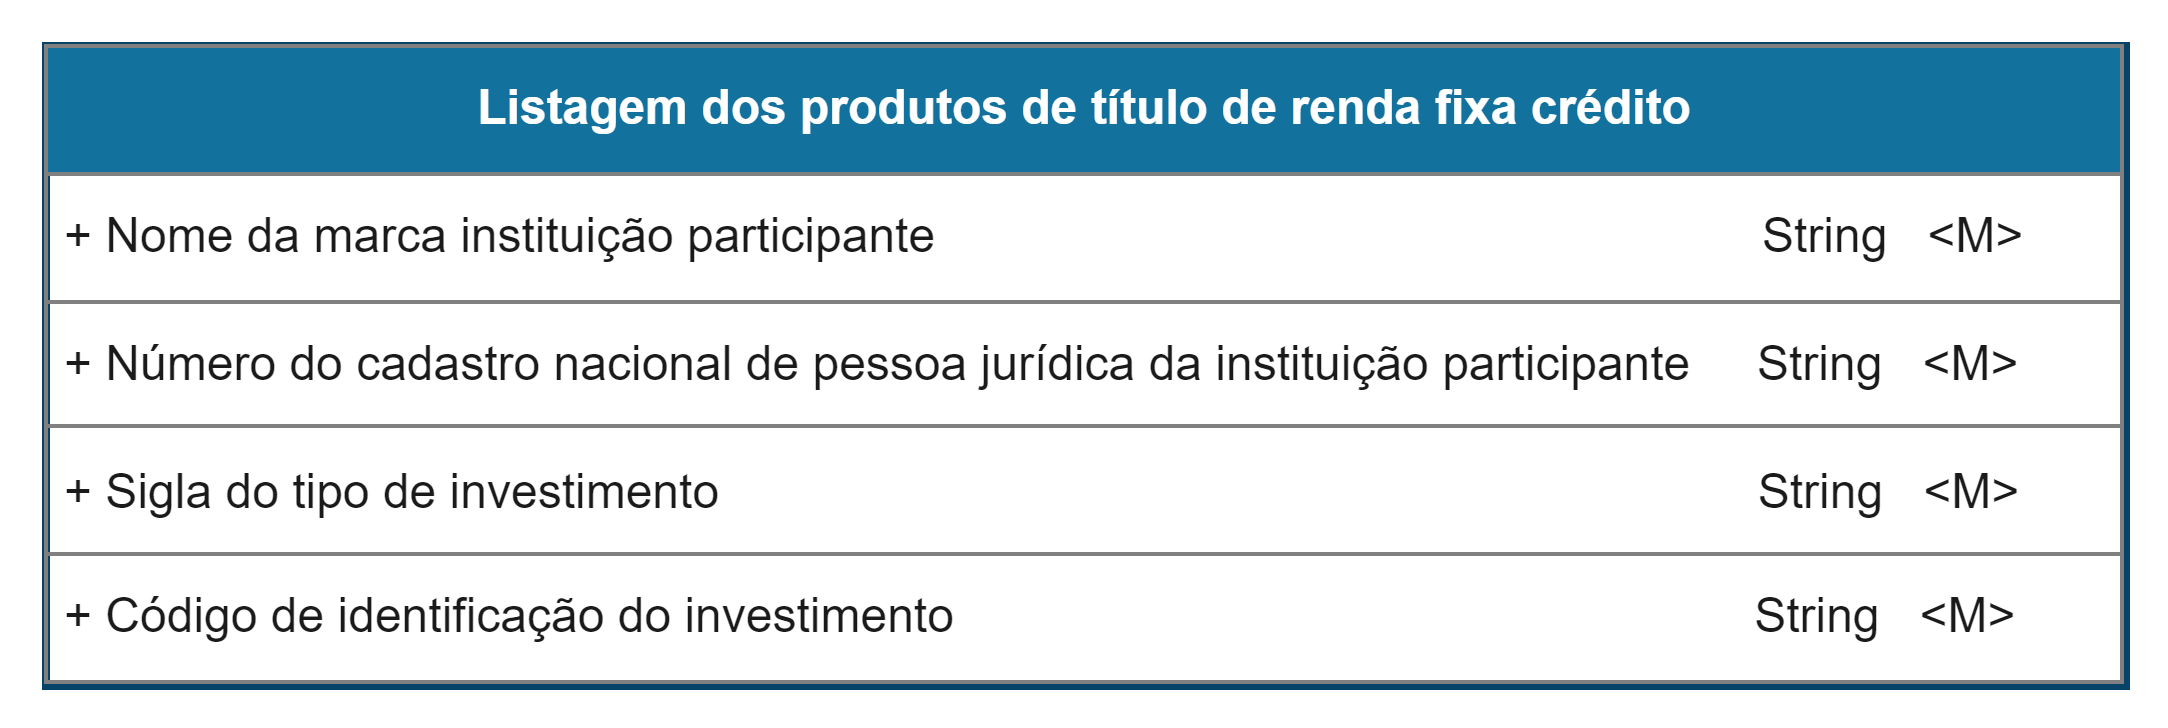 Listagem dos produtos de título de renda fixa crédito
+ Nome da marca instituição participante String <M>
+ Número do cadastro nacional de pessoa jurídica da instituição participante String <M>
+ Sigla do tipo de investimento String <M>
+ Código de identificação do investimento String <M>